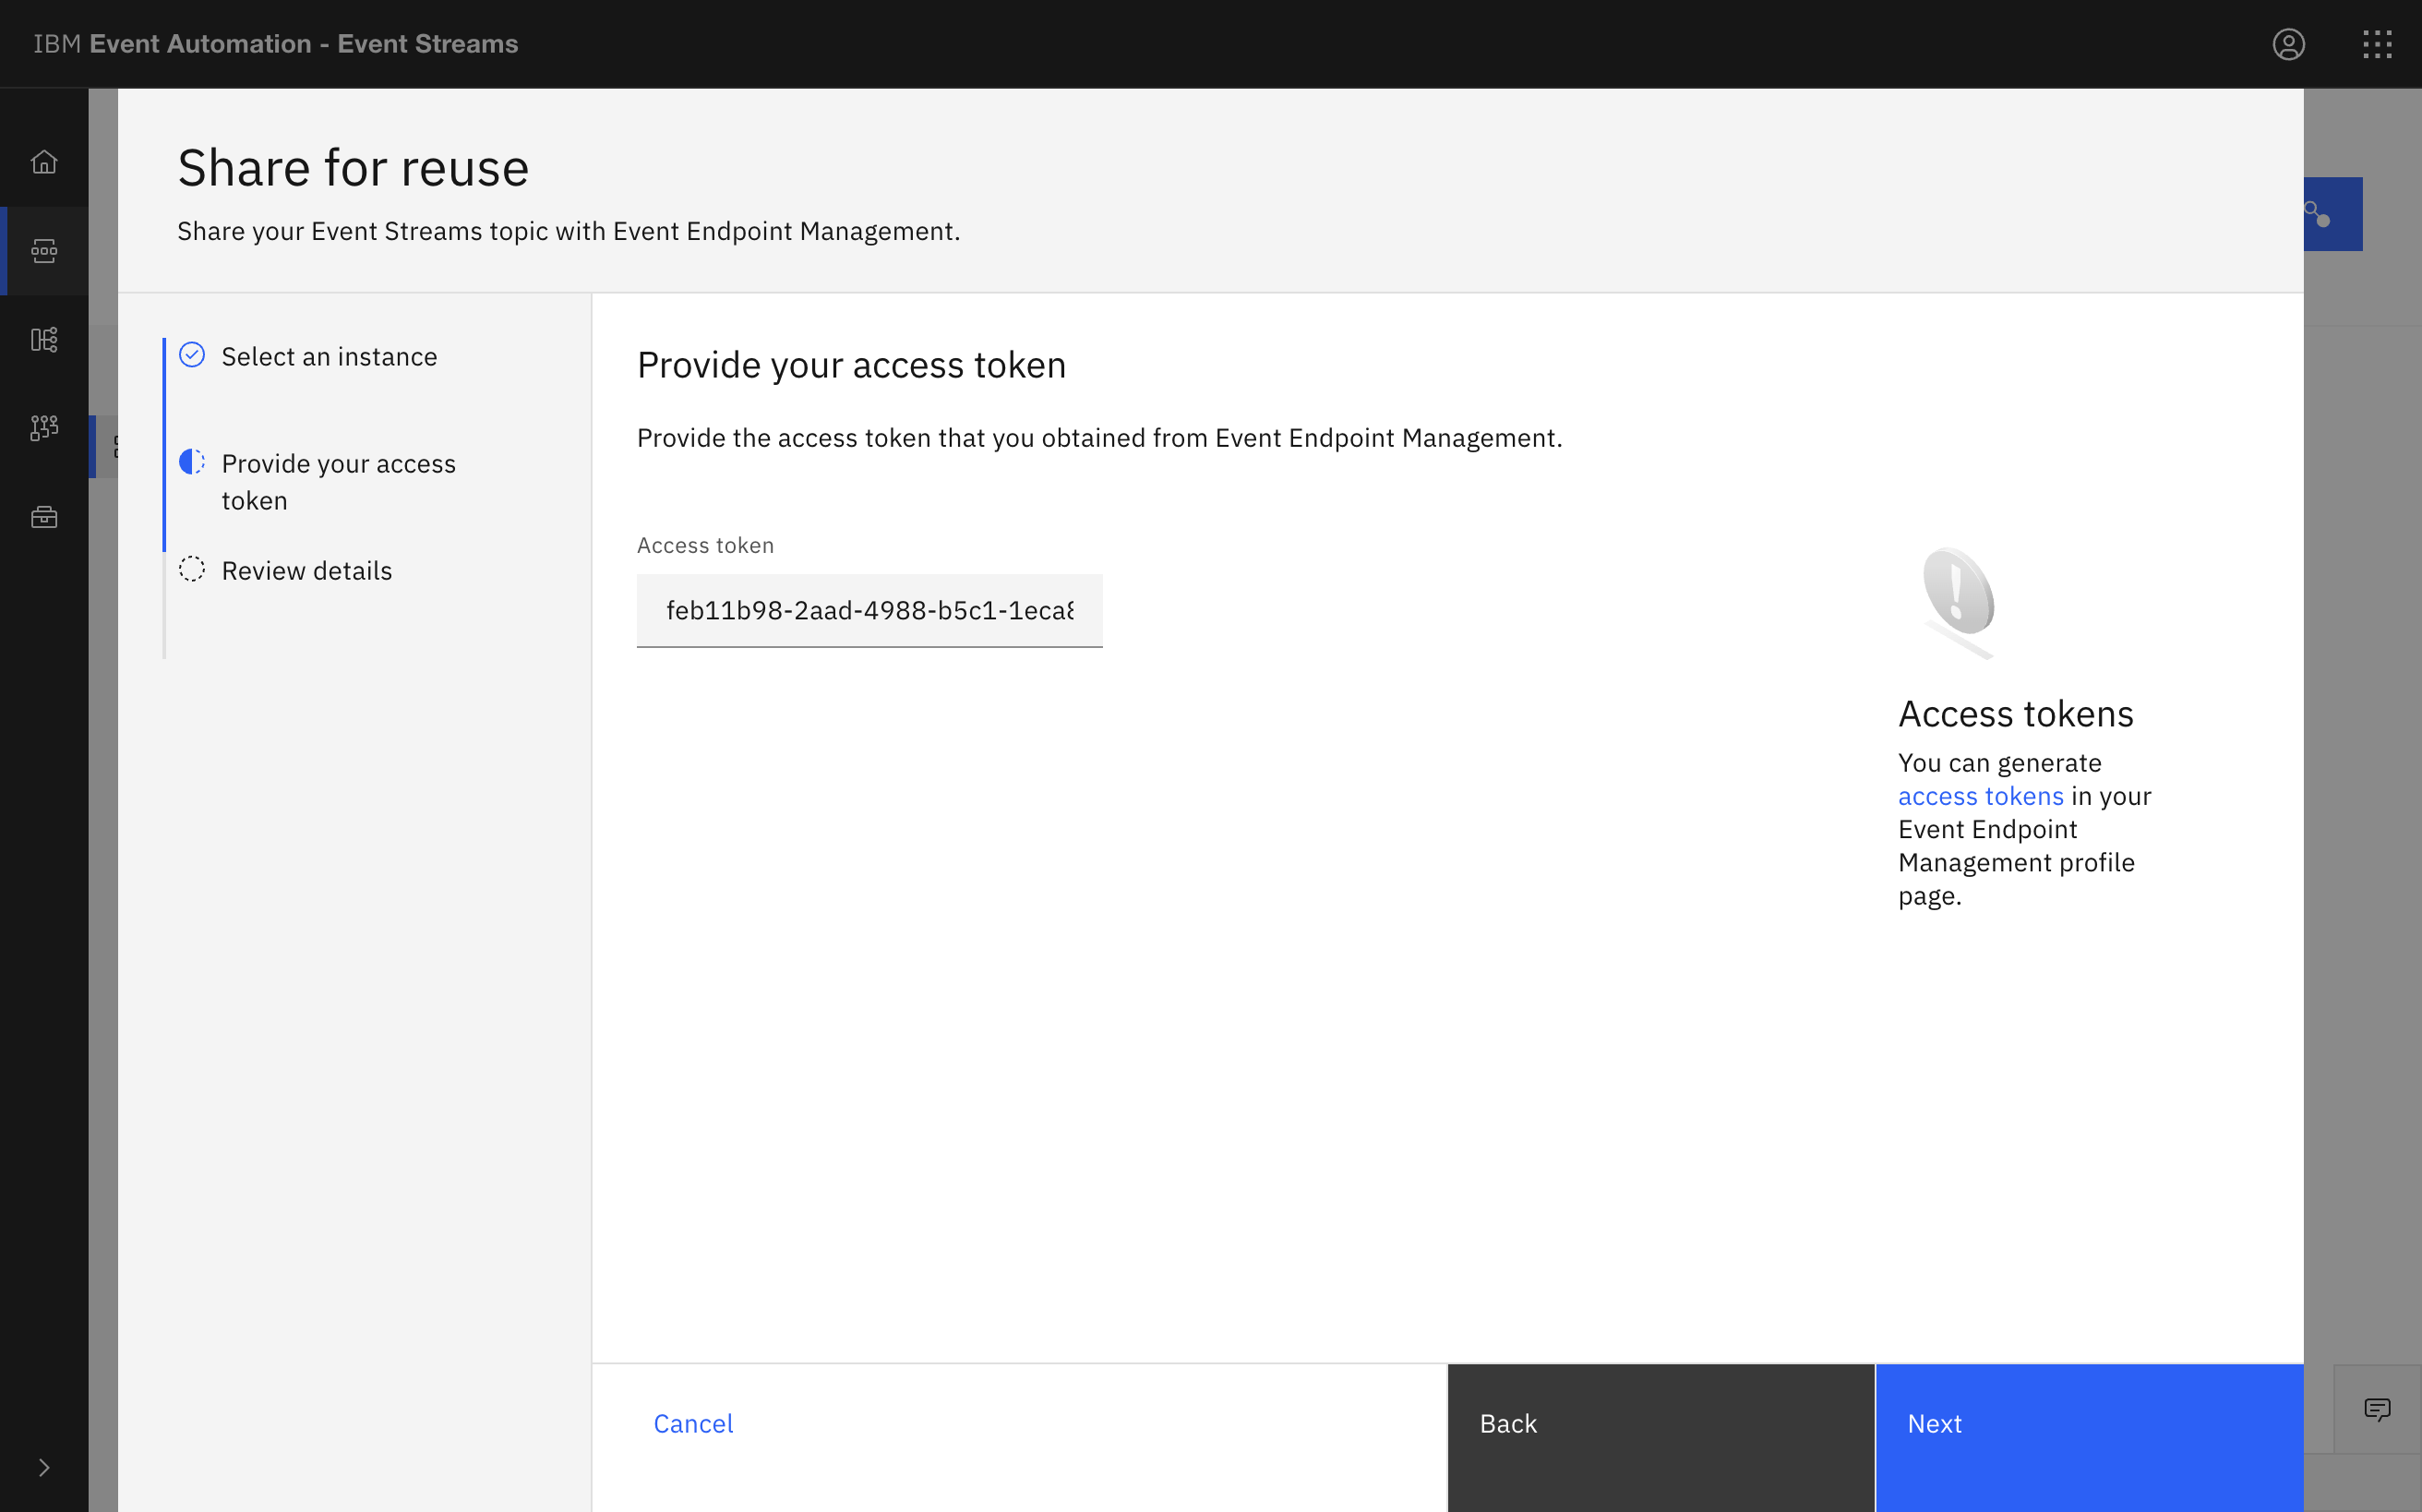 IBM Event Automation - Event Streams
Share for reuse
Share your Event Streams topic with Event Endpoint Management.
Select an instance
Provide your access
token
Review details
Provide your access token
Provide the access token that you obtained from Event Endpoint Management.
Access token
feb11b98-2aad-4988-b5c1-1eca8
Access tokens
You can generate
access tokens in your
Event Endpoint
Management profile
page.
Cancel
Back
Next